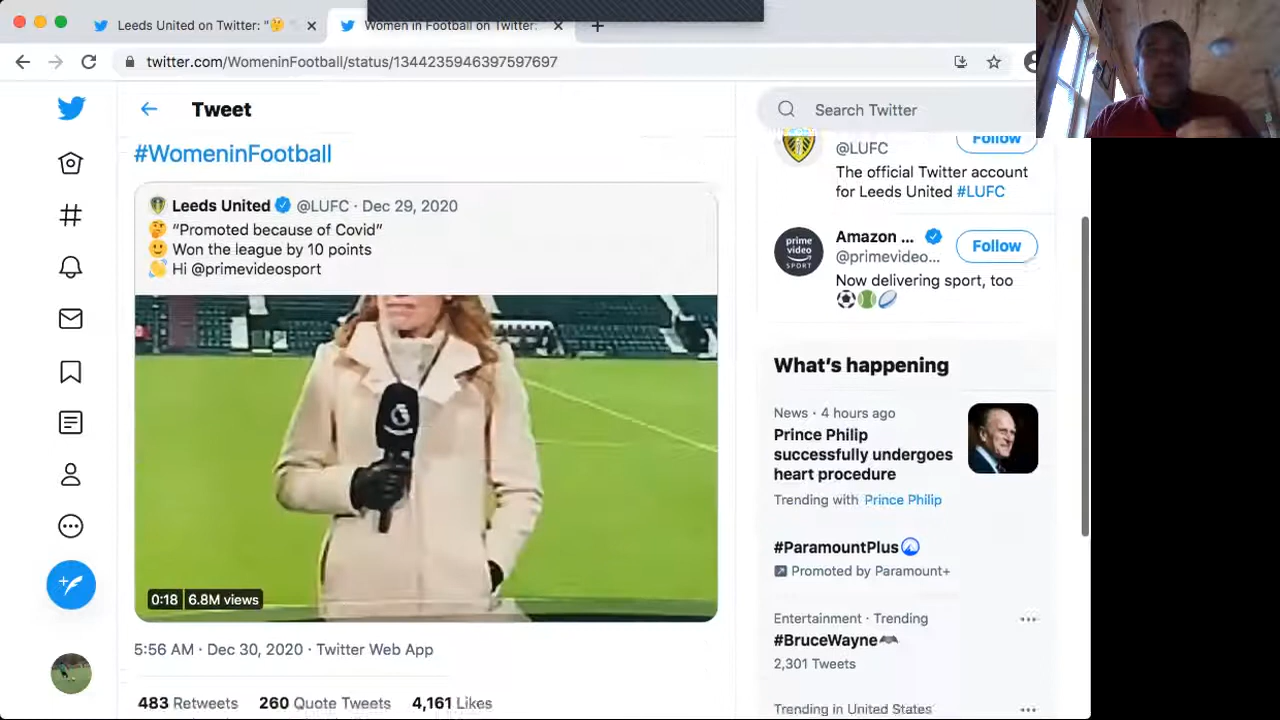 Leeds United on Twitter: "🤔
Women in Football on Twitter:
twitter.com/WomeninFootball/status/1344235946397597697
Tweet
Search Twitter
#WomeninFootball
Leeds United @LUFC · Dec 29, 2020
🤔 “Promoted because of Covid”
🙂 Won the league by 10 points
👋 Hi @primevideosport
0:18 6.8M views
5:56 AM · Dec 30, 2020 · Twitter Web App
483 Retweets 260 Quote Tweets 4,161 Likes
@LUFC
Follow
The official Twitter account
for Leeds United #LUFC
prime
video
SPORT
Amazon ...
@primevideo...
Follow
Now delivering sport, too
⚽🎾🏉
What’s happening
News · 4 hours ago
Prince Philip
successfully undergoes
heart procedure
Trending with Prince Philip
#ParamountPlus
Promoted by Paramount+
Entertainment · Trending
#BruceWayne
2,301 Tweets
Trending in United States